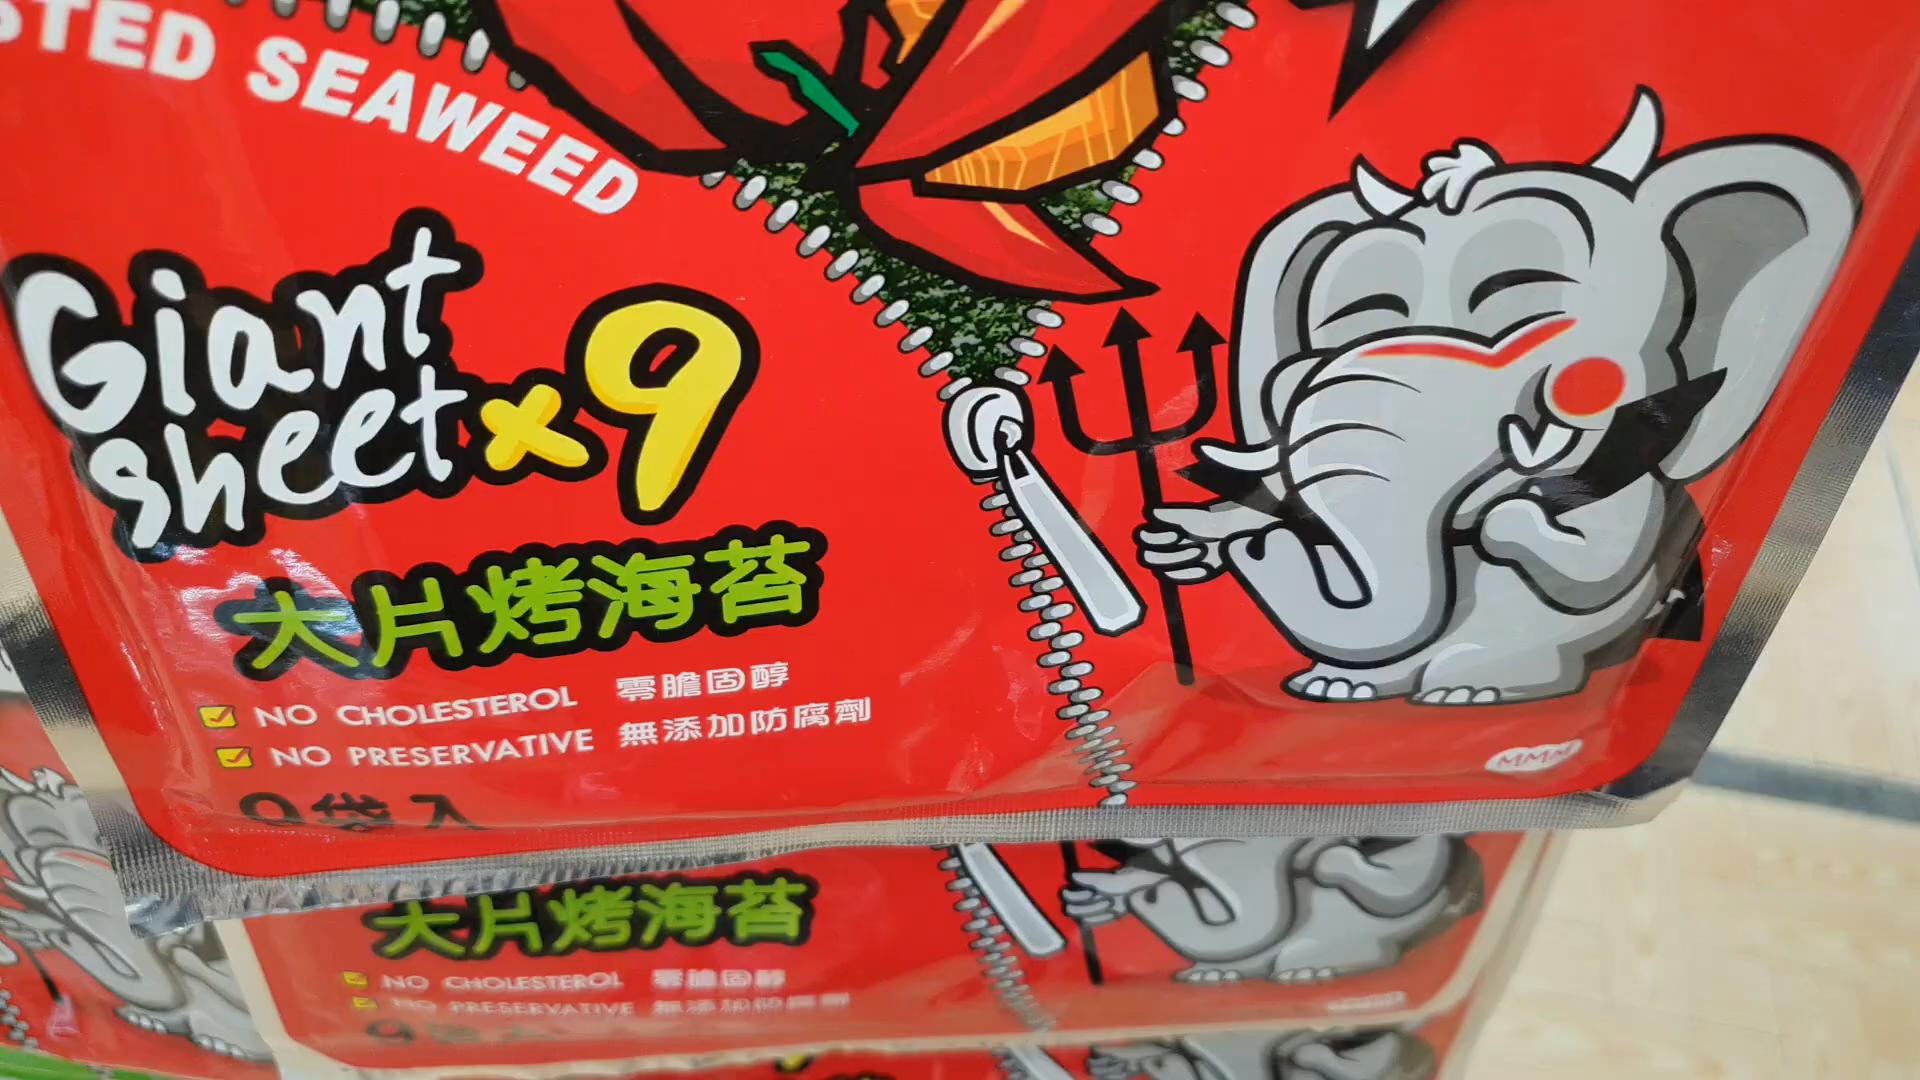 SEAWEED
Giant
sheet x9
大片烤海苔
NO CHOLESTEROL 零膽固醇
NO PRESERVATIVE 無添加防腐劑
9袋入
大片烤海苔
NO CHOLESTEROL 零膽固醇
NO PRESERVATIVE 無添加防腐劑